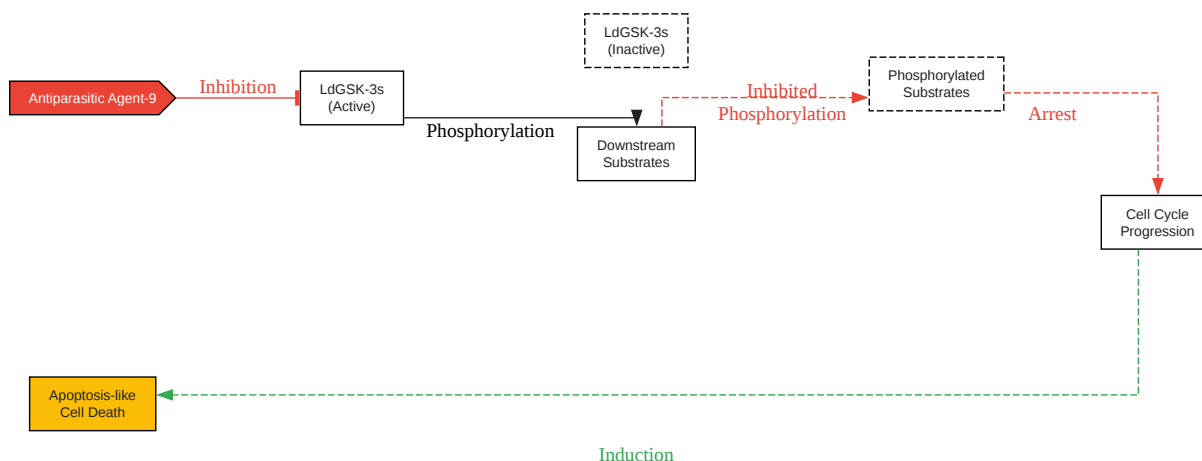 LdGSK-3s
(Inactive)
Antiparasitic Agent-9
Inhibition
LdGSK-3s
(Active)
Phosphorylation
Downstream
Substrates
Inhibited
Phosphorylation
Phosphorylated
Substrates
Arrest
Cell Cycle
Progression
Apoptosis-like
Cell Death
Induction